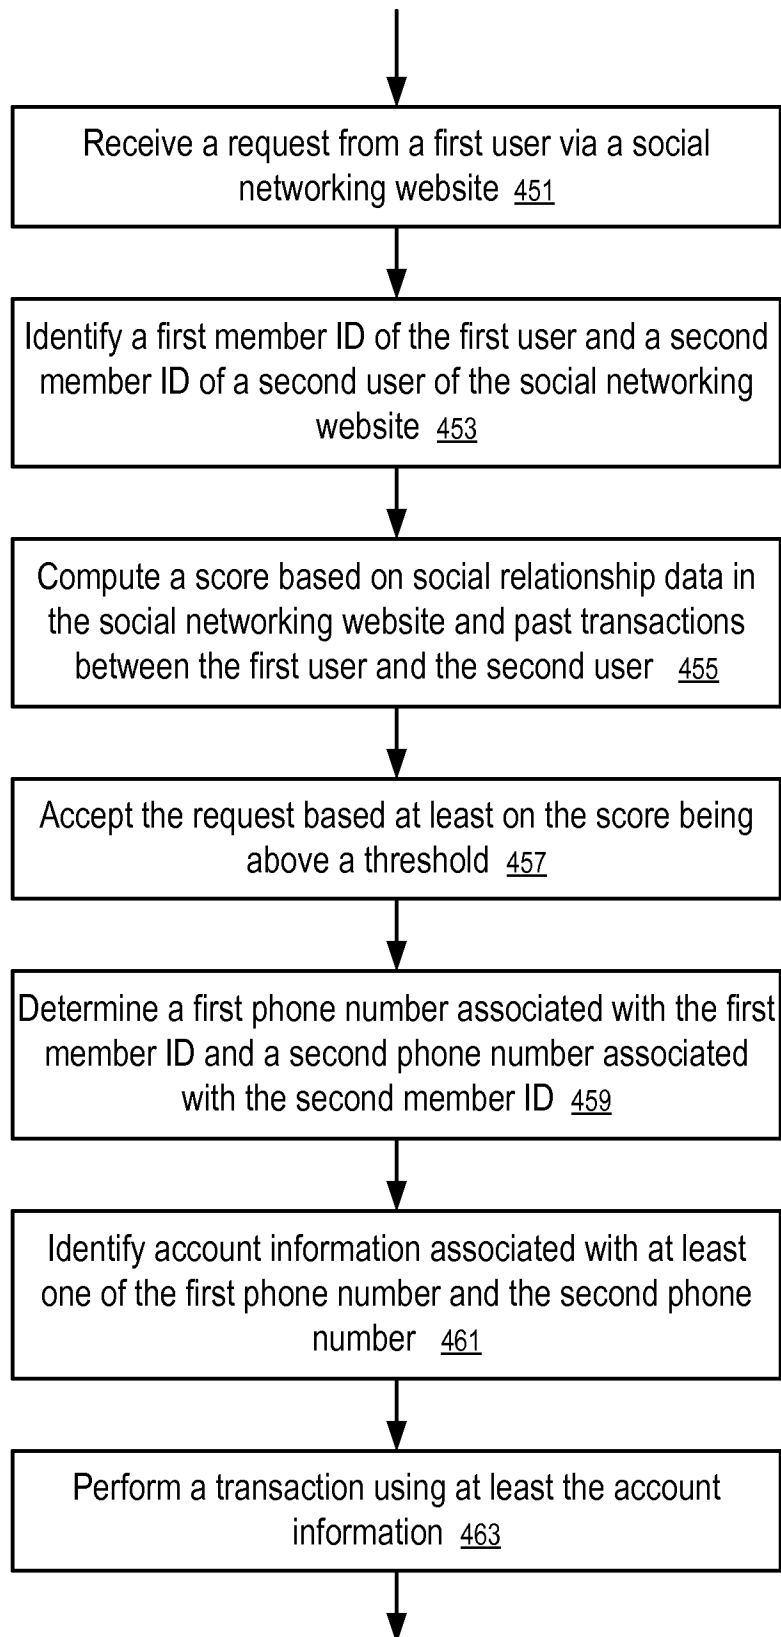 Receive a request from a first user via a social
networking website 451
Identify a first member ID of the first user and a second
member ID of a second user of the social networking
website 453
Compute a score based on social relationship data in
the social networking website and past transactions
between the first user and the second user 455
Accept the request based at least on the score being
above a threshold 457
Determine a first phone number associated with the first
member ID and a second phone number associated
with the second member ID 459
Identify account information associated with at least
one of the first phone number and the second phone
number 461
Perform a transaction using at least the account
information 463